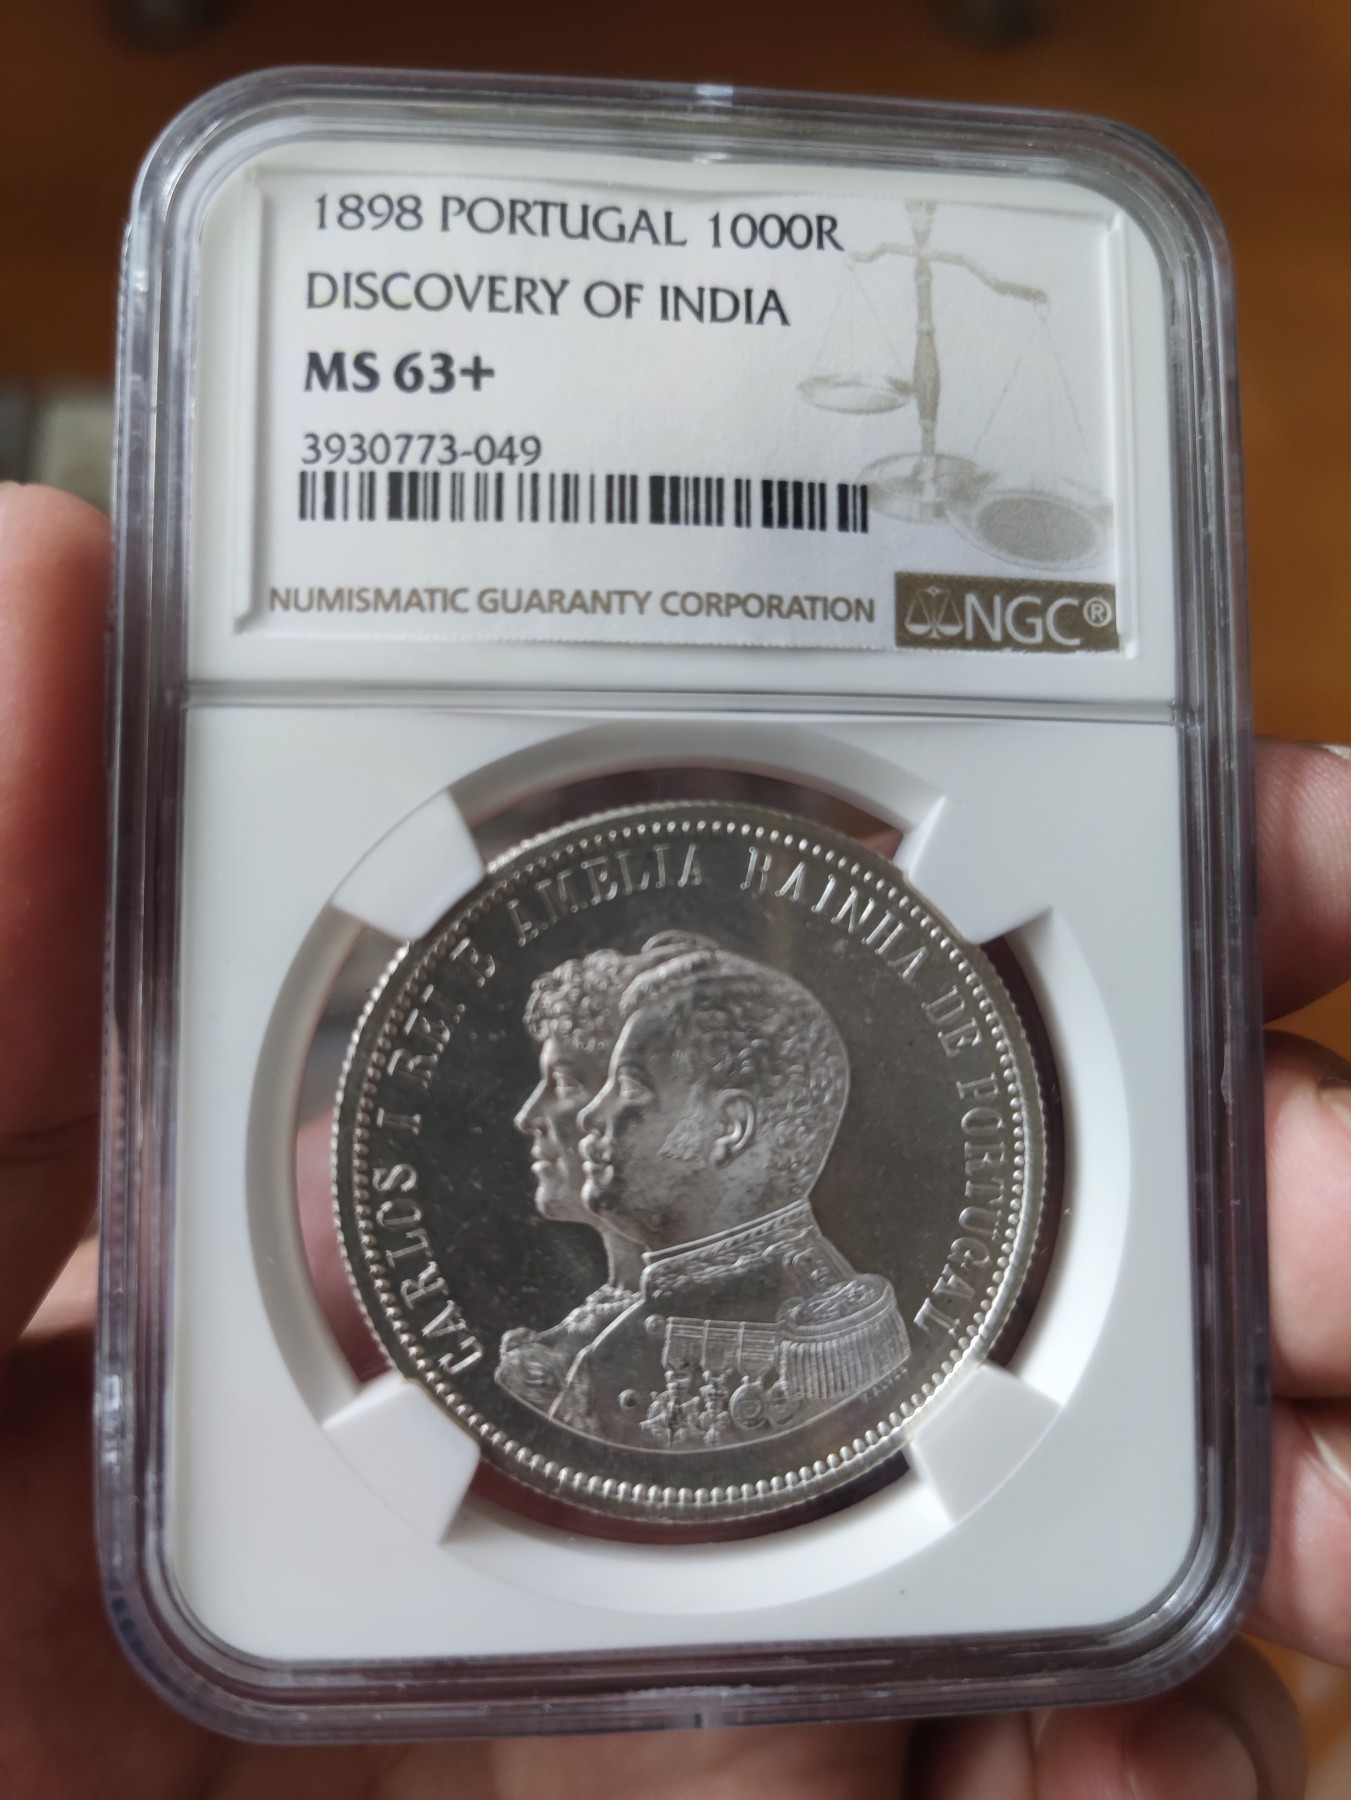 1898 PORTUGAL 1000R
DISCOVERY OF INDIA
MS 63+
3930773-049
NUMISMATIC GUARANTY CORPORATION
NGC®
CARLOS I REI E AMELIA RAINHA DE PORTUGAL